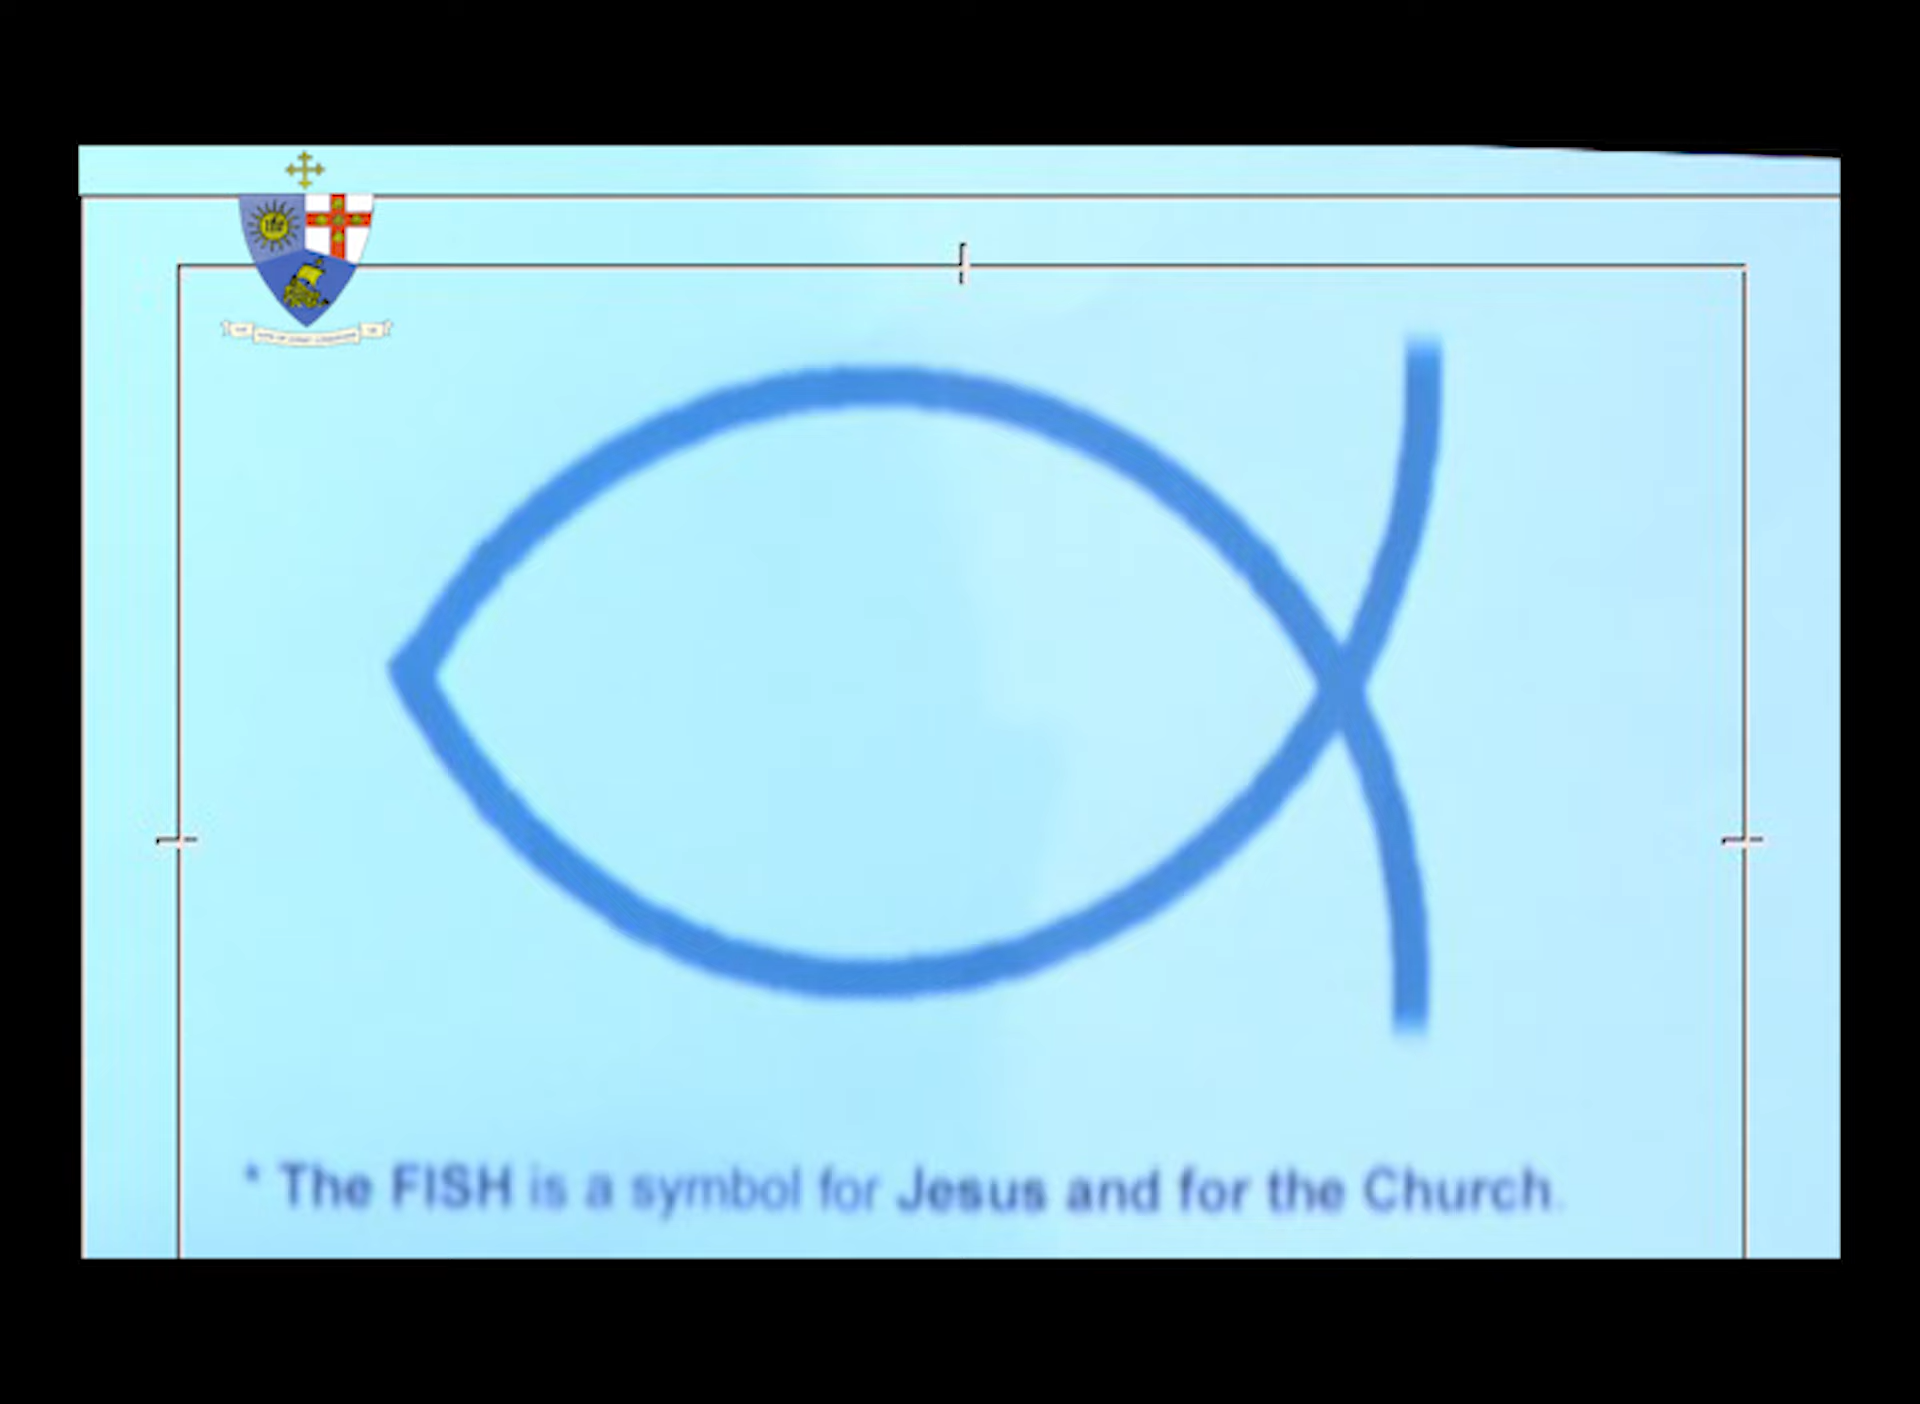 * The FISH is a symbol for Jesus and for the Church.